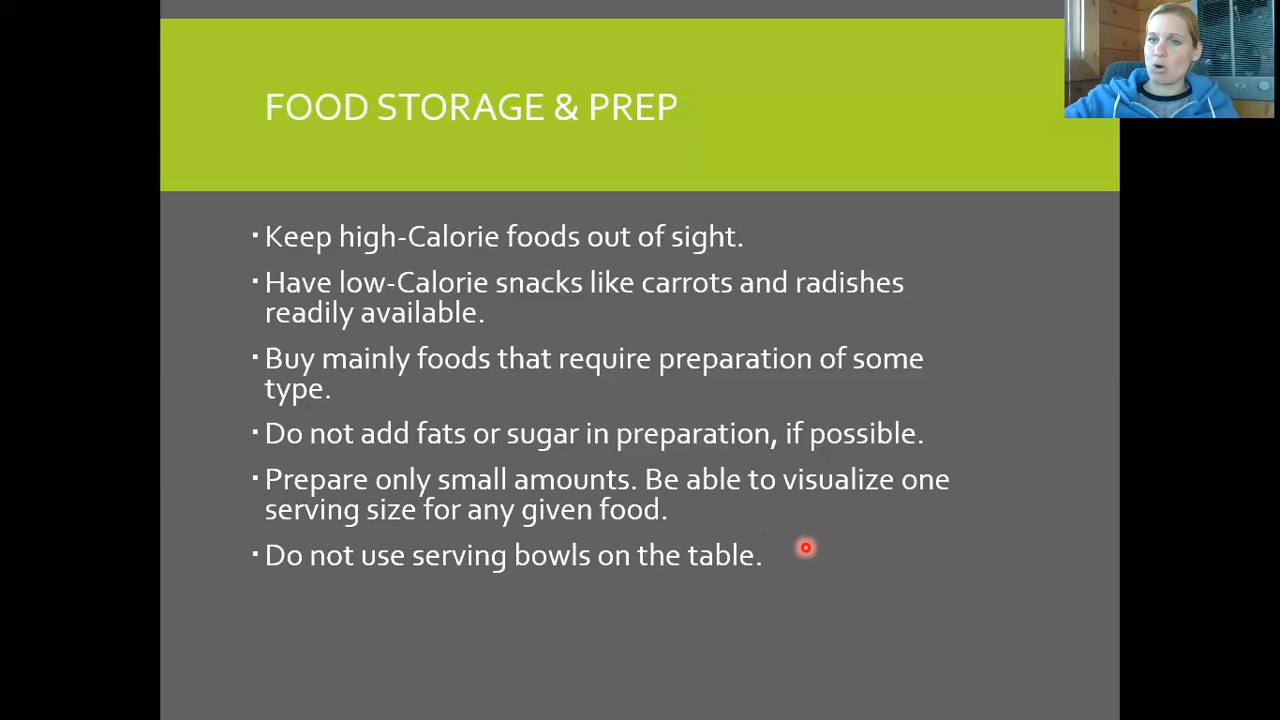 FOOD STORAGE & PREP
Keep high-Calorie foods out of sight.
Have low-Calorie snacks like carrots and radishes
readily available.
Buy mainly foods that require preparation of some
type.
Do not add fats or sugar in preparation, if possible.
Prepare only small amounts. Be able to visualize one
serving size for any given food.
Do not use serving bowls on the table.